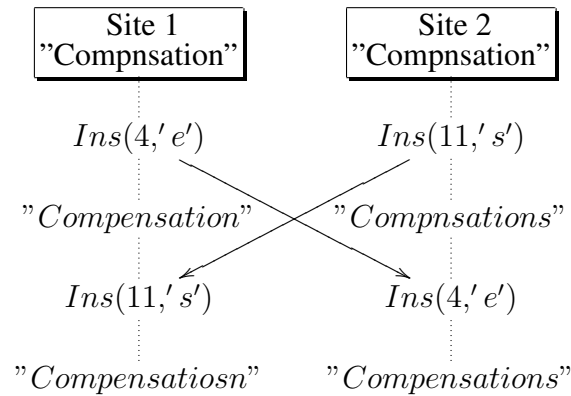 Site 1
"Compnsation"
Site 2
"Compnsation"
Ins(4,' e')
Ins(11,' s')
"Compensation"
"Compnsations"
Ins(11,' s')
Ins(4,' e')
"Compensatiosn"
"Compensations"